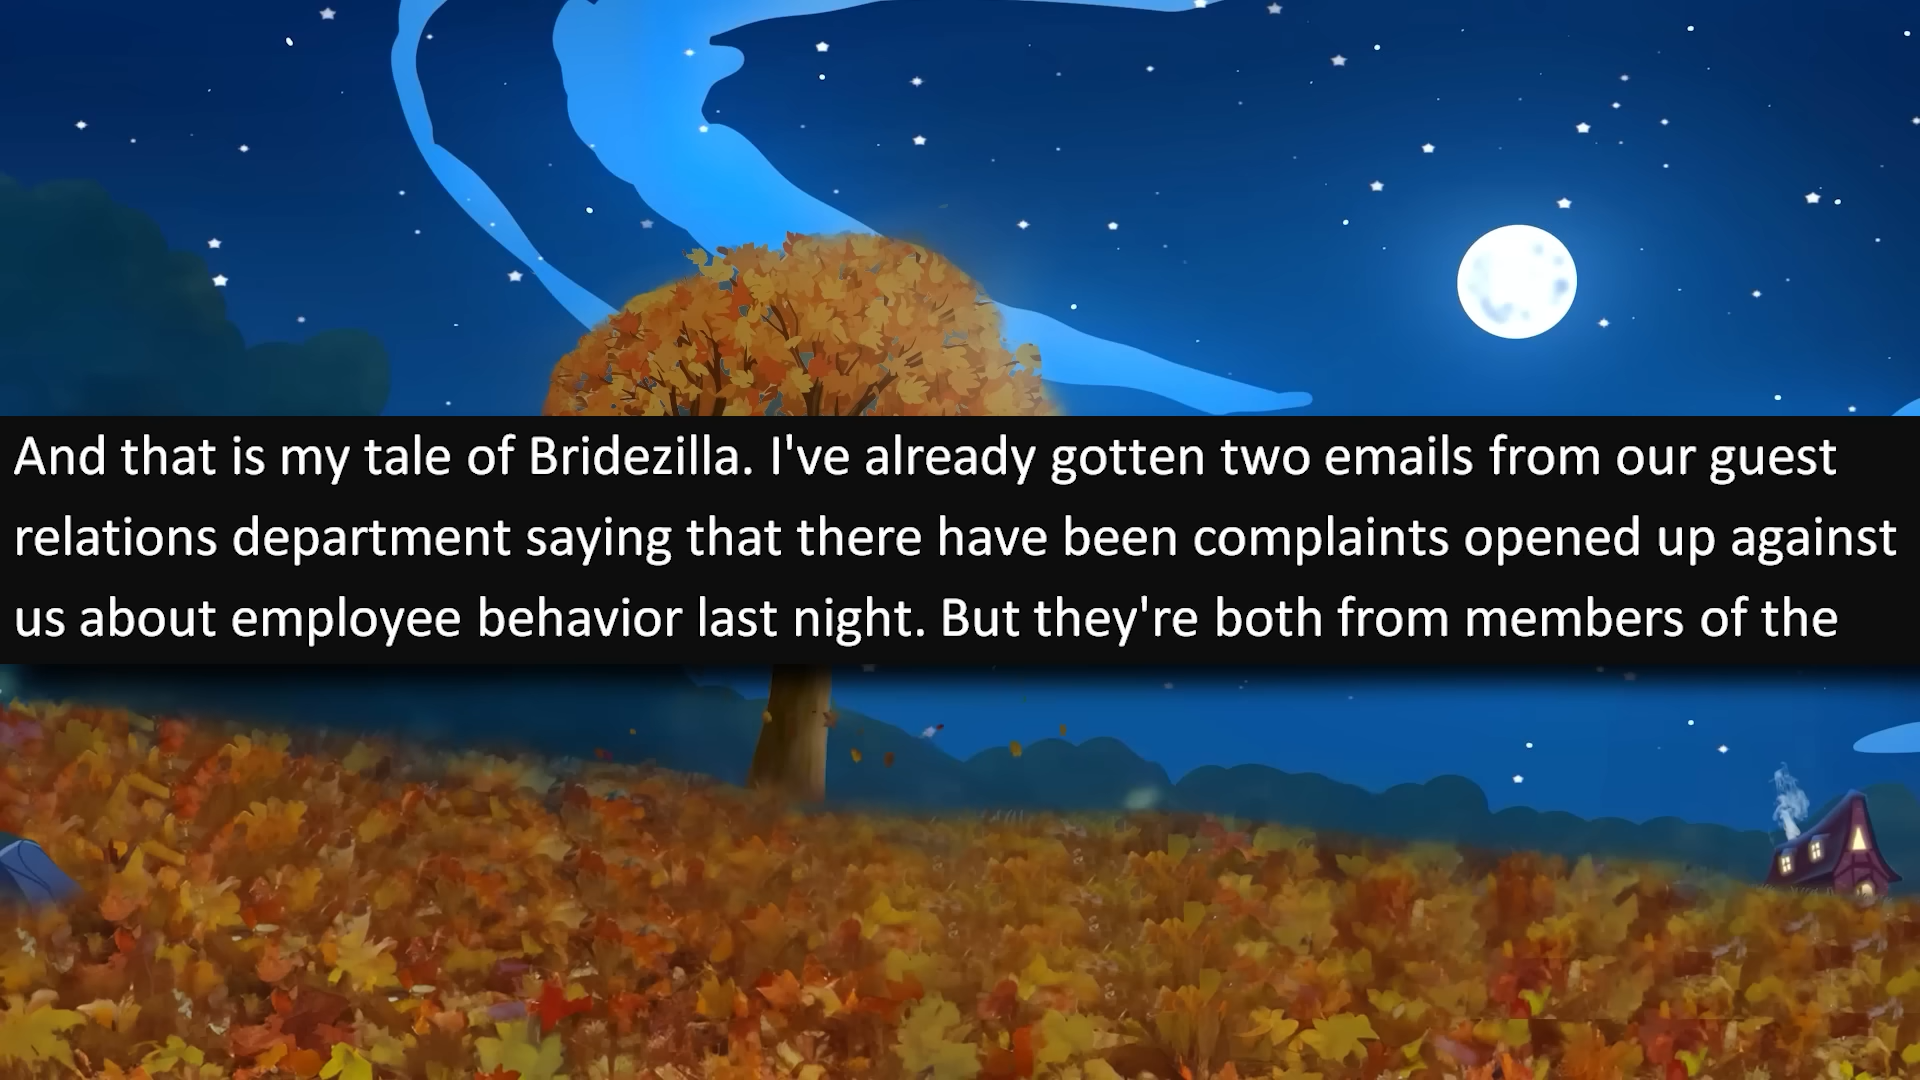 And that is my tale of Bridezilla. I've already gotten two emails from our guest
relations department saying that there have been complaints opened up against
us about employee behavior last night. But they're both from members of the